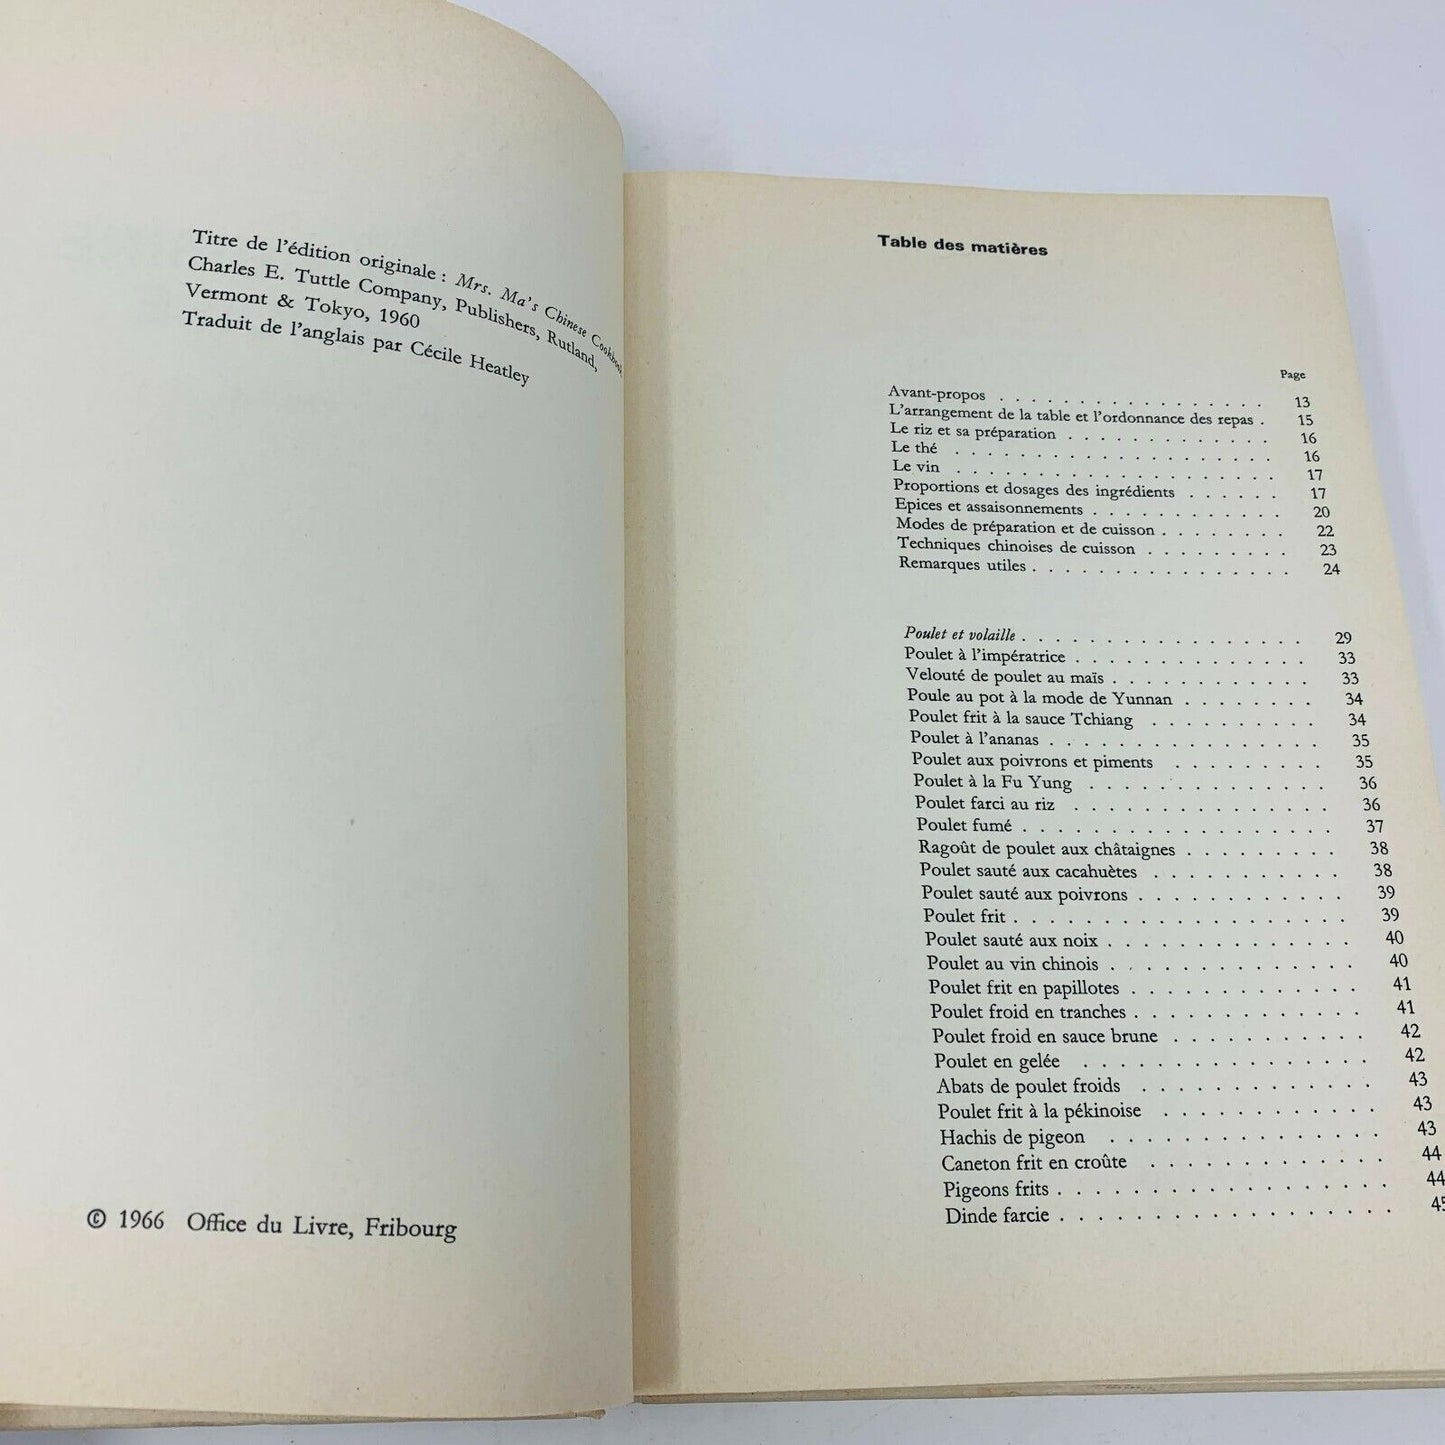 Titre de l'édition originale : Mrs. Ma's Chinese Cookbook.
Charles E. Tuttle Company, Publishers, Rutland,
Vermont & Tokyo, 1960
Traduit de l'anglais par Cécile Heatley
© 1966 Office du Livre, Fribourg
Table des matières
Page
Avant-propos . . . . . . . . . . . . . . . . . 13
L'arrangement de la table et l'ordonnance des repas . 15
Le riz et sa préparation . . . . . . . . . . . . . 16
Le thé . . . . . . . . . . . . . . . . . . . . 16
Le vin . . . . . . . . . . . . . . . . . . . . 17
Proportions et dosages des ingrédients . . . . . . 17
Epices et assaisonnements . . . . . . . . . . . . 20
Modes de préparation et de cuisson . . . . . . . . 22
Techniques chinoises de cuisson . . . . . . . . . 23
Remarques utiles . . . . . . . . . . . . . . . . 24
Poulet et volaille . . . . . . . . . . . . . . . . 29
Poulet à l'impératrice . . . . . . . . . . . . . 33
Velouté de poulet au maïs . . . . . . . . . . . . 33
Poule au pot à la mode de Yunnan . . . . . . . 34
Poulet frit à la sauce Tchiang . . . . . . . . . . 34
Poulet à l'ananas . . . . . . . . . . . . . . . . 35
Poulet aux poivrons et piments . . . . . . . . . 35
Poulet à la Fu Yung . . . . . . . . . . . . . 36
Poulet farci au riz . . . . . . . . . . . . . . 36
Poulet fumé . . . . . . . . . . . . . . . . . 37
Ragoût de poulet aux châtaignes . . . . . . . . . 38
Poulet sauté aux cacahuètes . . . . . . . . . . . 38
Poulet sauté aux poivrons . . . . . . . . . . . . 39
Poulet frit . . . . . . . . . . . . . . . . . . . 39
Poulet sauté aux noix . . . . . . . . . . . . . . 40
Poulet au vin chinois . . . . . . . . . . . . . . 40
Poulet frit en papillotes . . . . . . . . . . . . . 41
Poulet froid en tranches . . . . . . . . . . . . . 41
Poulet froid en sauce brune . . . . . . . . . . . 42
Poulet en gelée . . . . . . . . . . . . . . . . 42
Abats de poulet froids . . . . . . . . . . . . . 43
Poulet frit à la pékinoise . . . . . . . . . . . . 43
Hachis de pigeon . . . . . . . . . . . . . . . 43
Caneton frit en croûte . . . . . . . . . . . . . 44
Pigeons frits . . . . . . . . . . . . . . . . . . 44
Dinde farcie . . . . . . . . . . . . . . . . . . 45